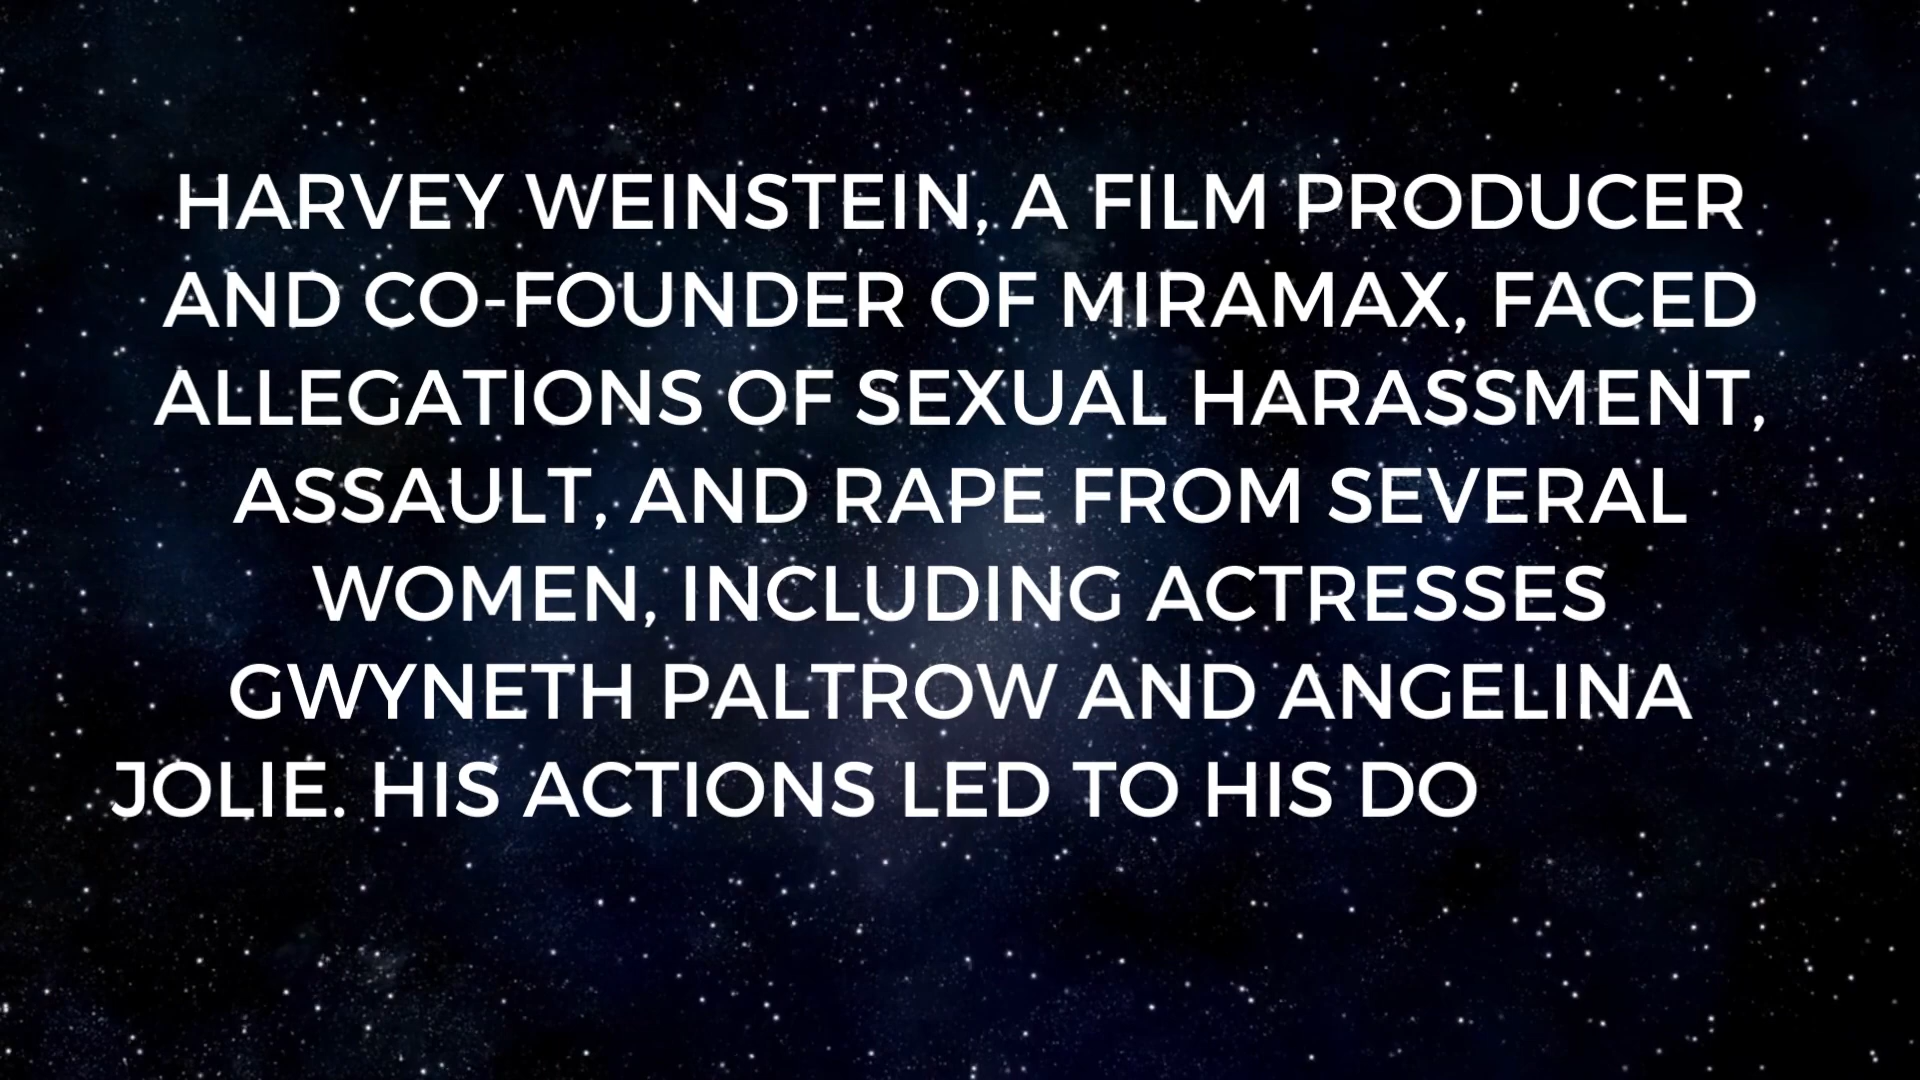 HARVEY WEINSTEIN, A FILM PRODUCER
AND CO-FOUNDER OF MIRAMAX, FACED
ALLEGATIONS OF SEXUAL HARASSMENT,
ASSAULT, AND RAPE FROM SEVERAL
WOMEN, INCLUDING ACTRESSES
GWYNETH PALTROW AND ANGELINA
JOLIE. HIS ACTIONS LED TO HIS DO